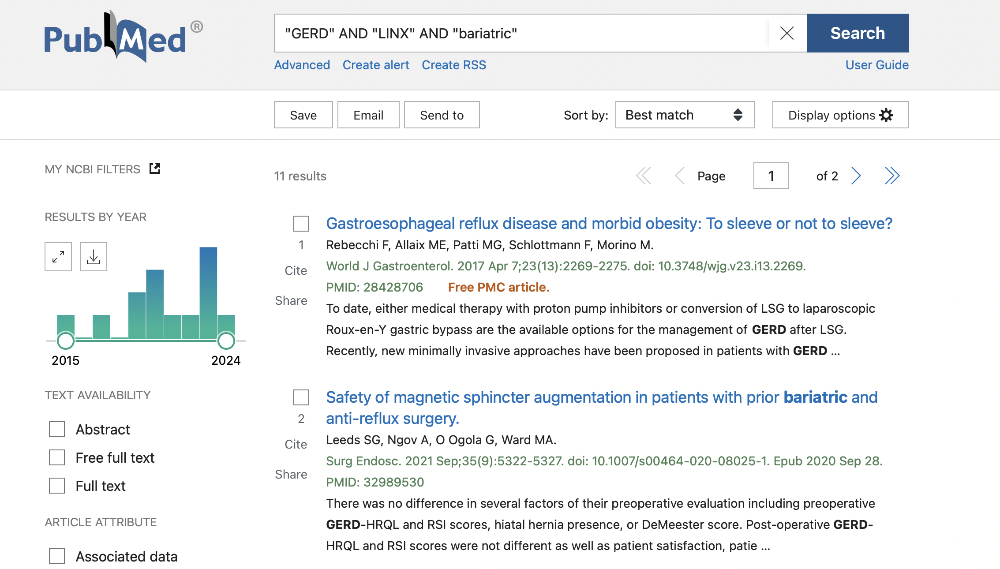 PubMed®
"GERD" AND "LINX" AND "bariatric"
Search
Advanced Create alert Create RSS
User Guide
Save Email Send to
Sort by: Best match
Display options
MY NCBI FILTERS
11 results
Page 1 of 2
RESULTS BY YEAR
2015 2024
TEXT AVAILABILITY
Abstract
Free full text
Full text
ARTICLE ATTRIBUTE
Associated data
Gastroesophageal reflux disease and morbid obesity: To sleeve or not to sleeve?
1
Cite
Share
Rebecchi F, Allaix ME, Patti MG, Schlottmann F, Morino M.
World J Gastroenterol. 2017 Apr 7;23(13):2269-2275. doi: 10.3748/wjg.v23.i13.2269.
PMID: 28428706 Free PMC article.
To date, either medical therapy with proton pump inhibitors or conversion of LSG to laparoscopic
Roux-en-Y gastric bypass are the available options for the management of GERD after LSG.
Recently, new minimally invasive approaches have been proposed in patients with GERD ...
Safety of magnetic sphincter augmentation in patients with prior bariatric and
anti-reflux surgery.
2
Cite
Share
Leeds SG, Ngov A, O Ogola G, Ward MA.
Surg Endosc. 2021 Sep;35(9):5322-5327. doi: 10.1007/s00464-020-08025-1. Epub 2020 Sep 28.
PMID: 32989530
There was no difference in several factors of their preoperative evaluation including preoperative
GERD-HRQL and RSI scores, hiatal hernia presence, or DeMeester score. Post-operative GERD-
HRQL and RSI scores were not different as well as patient satisfaction, patie ...